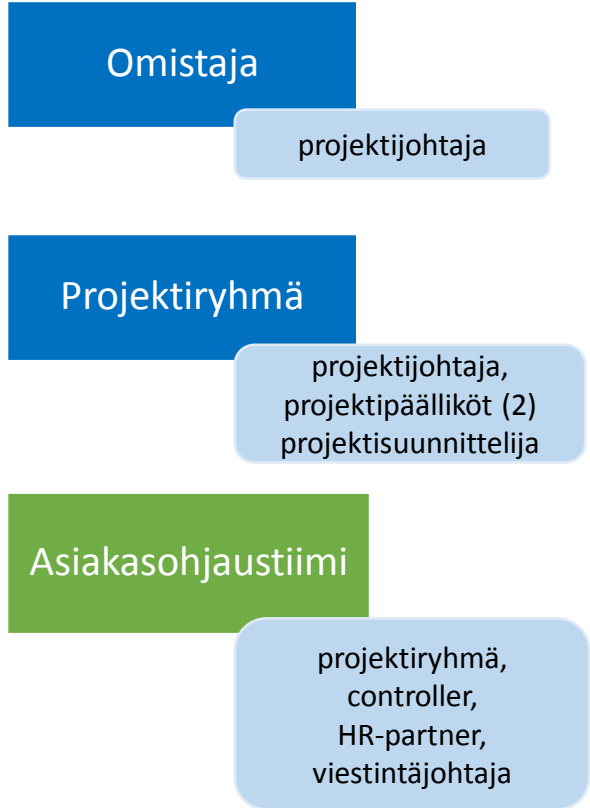 Omistaja
projektijohtaja
Projektiryhmä
projektijohtaja,
projektipäälliköt (2)
projektisuunnittelija
Asiakasohjaustiimi
projektiryhmä,
controller,
HR-partner,
viestintäjohtaja